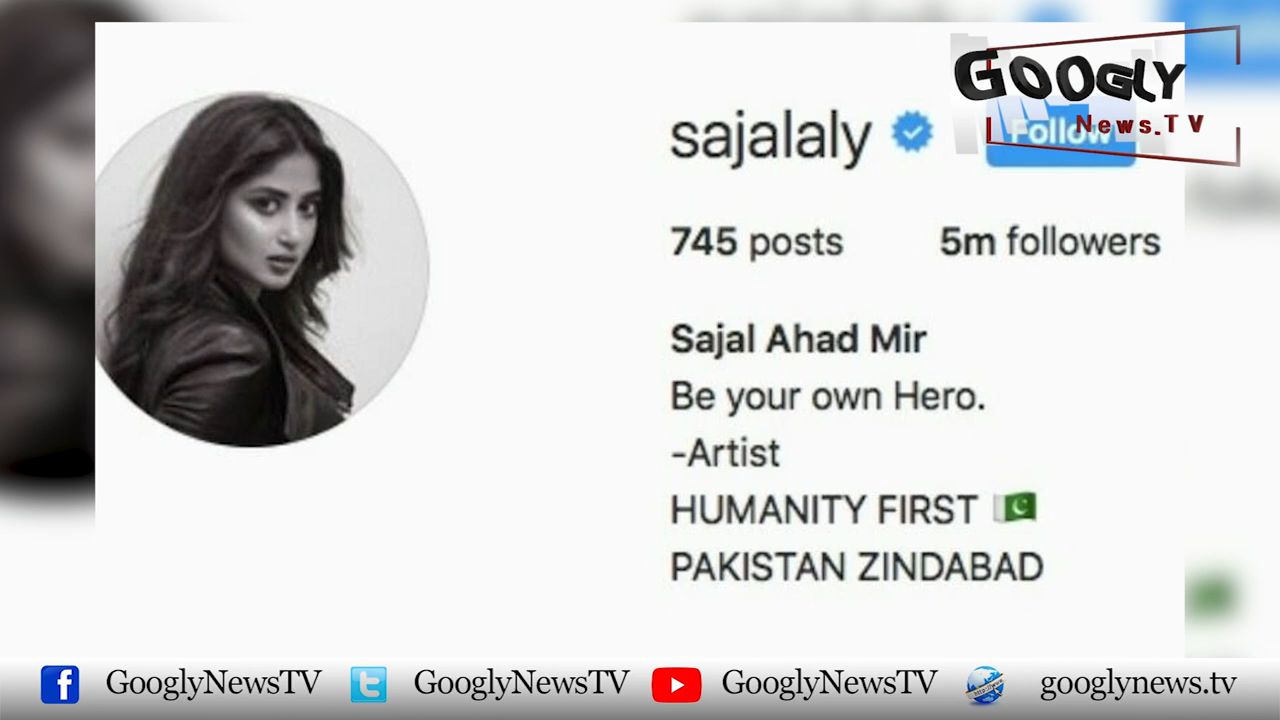 GOOGLY
News.TV
sajalaly
Follow
745 posts 5m followers
Sajal Ahad Mir
Be your own Hero.
-Artist
HUMANITY FIRST 🇵🇰
PAKISTAN ZINDABAD
GooglyNewsTV GooglyNewsTV GooglyNewsTV googlynews.tv